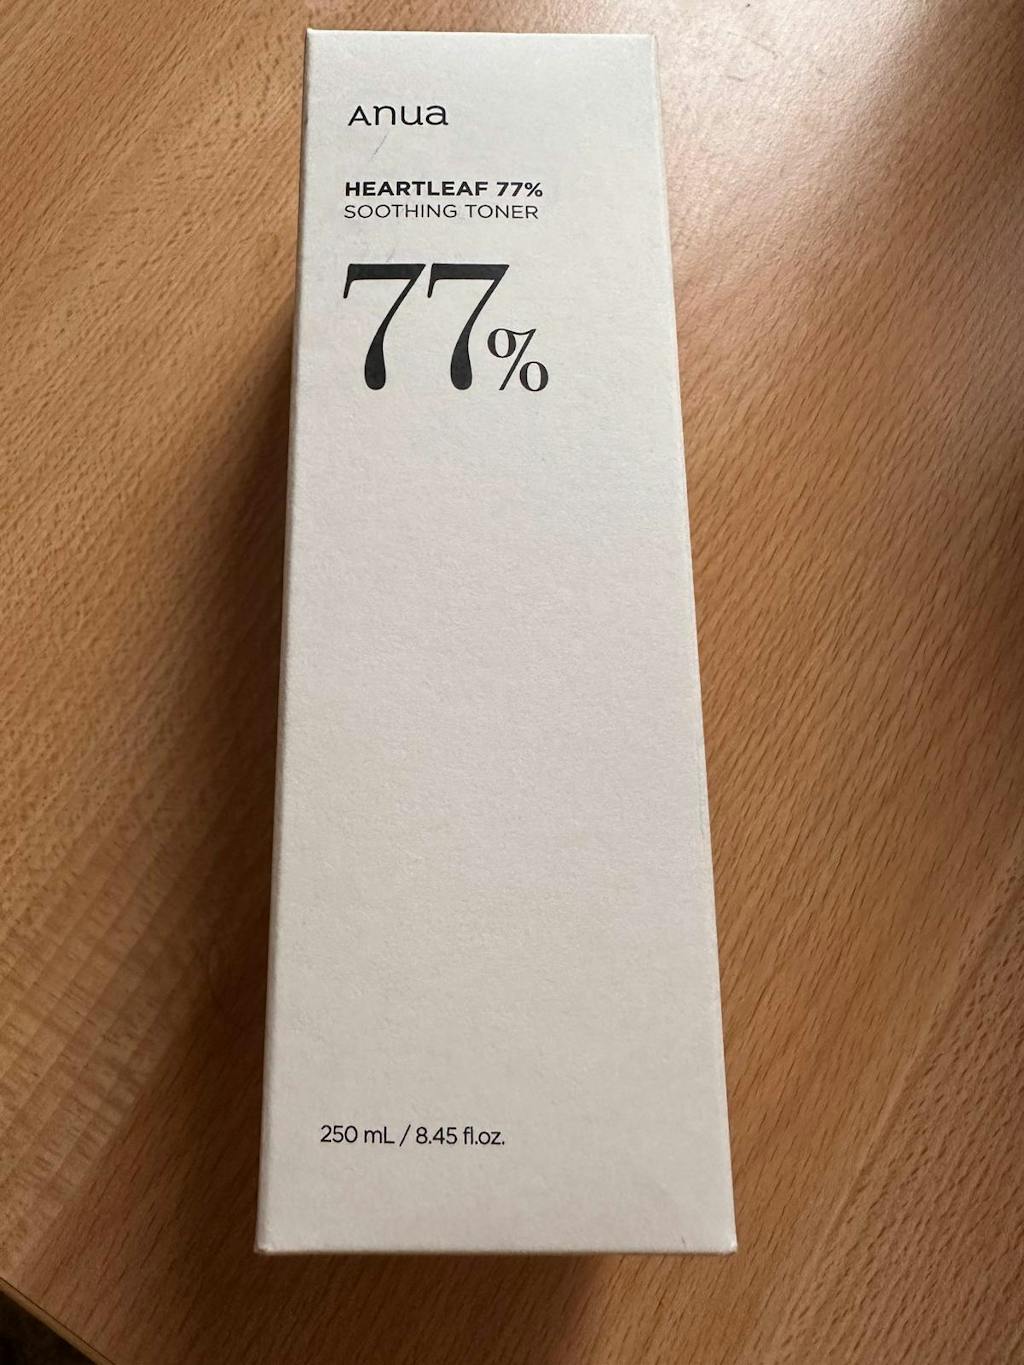 Anua
HEARTLEAF 77%
SOOTHING TONER
77%
250 mL / 8.45 fl.oz.